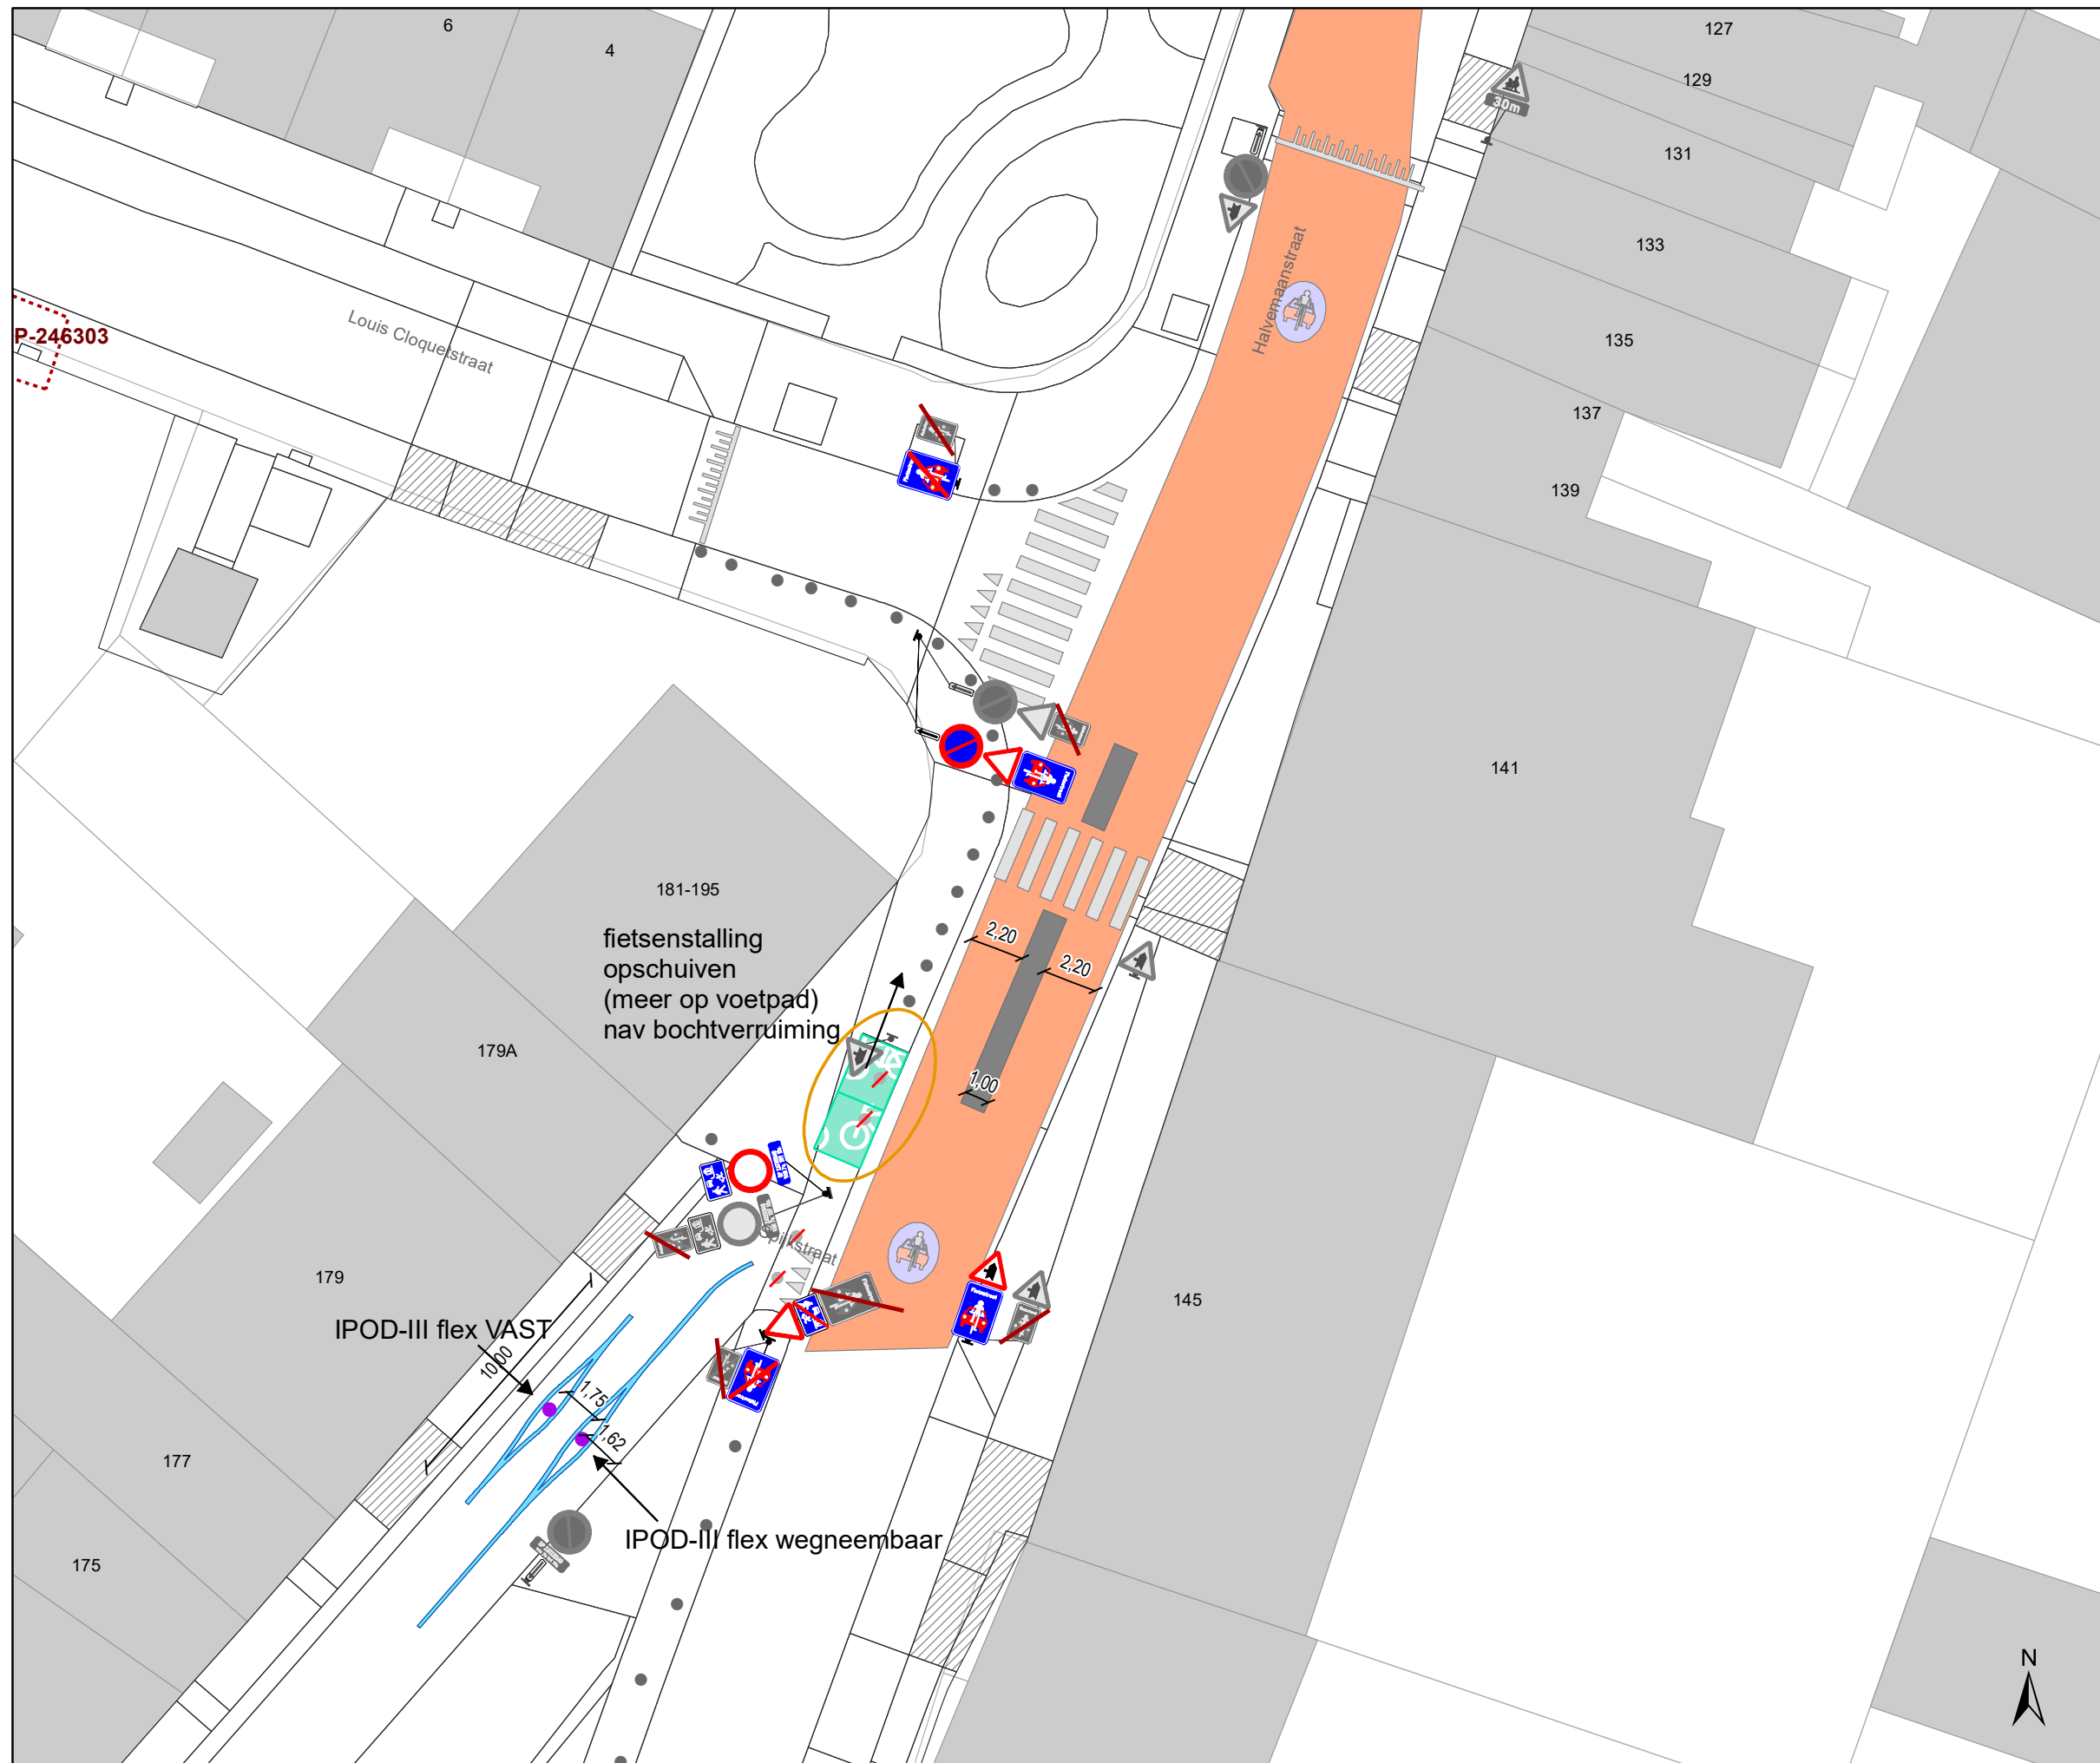 6
4
127
129
30m
131
133
135
137
139
Halvemaanstraat
Louis Cloquetstraat
P-246303
141
181-195
fietsenstalling
opschuiven
(meer op voetpad)
nav bochtverruiming
2,20
2,20
1,00
179A
Spijkstraat
179
145
IPOD-III flex VAST
10,00
1,75
1,62
177
IPOD-III flex wegneembaar
175
N